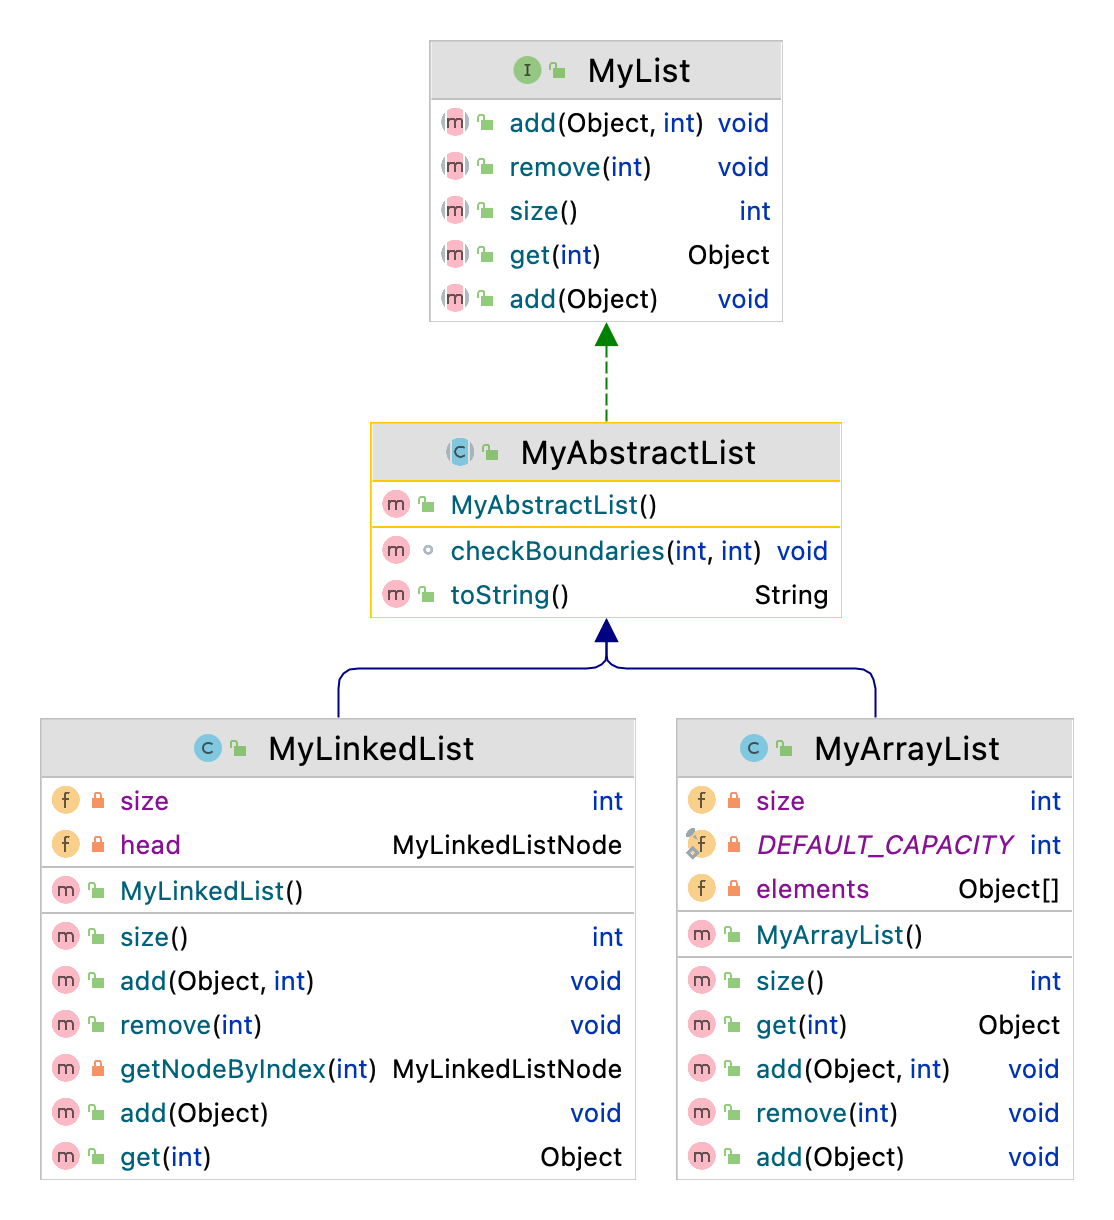 I MyList
m add(Object, int) void
m remove(int) void
m size() int
m get(int) Object
m add(Object) void
C MyAbstractList
m MyAbstractList()
m checkBoundaries(int, int) void
m toString() String
C MyLinkedList
f size int
f head MyLinkedListNode
m MyLinkedList()
m size() int
m add(Object, int) void
m remove(int) void
m getNodeByIndex(int) MyLinkedListNode
m add(Object) void
m get(int) Object
C MyArrayList
f size int
f DEFAULT_CAPACITY int
f elements Object[]
m MyArrayList()
m size() int
m get(int) Object
m add(Object, int) void
m remove(int) void
m add(Object) void